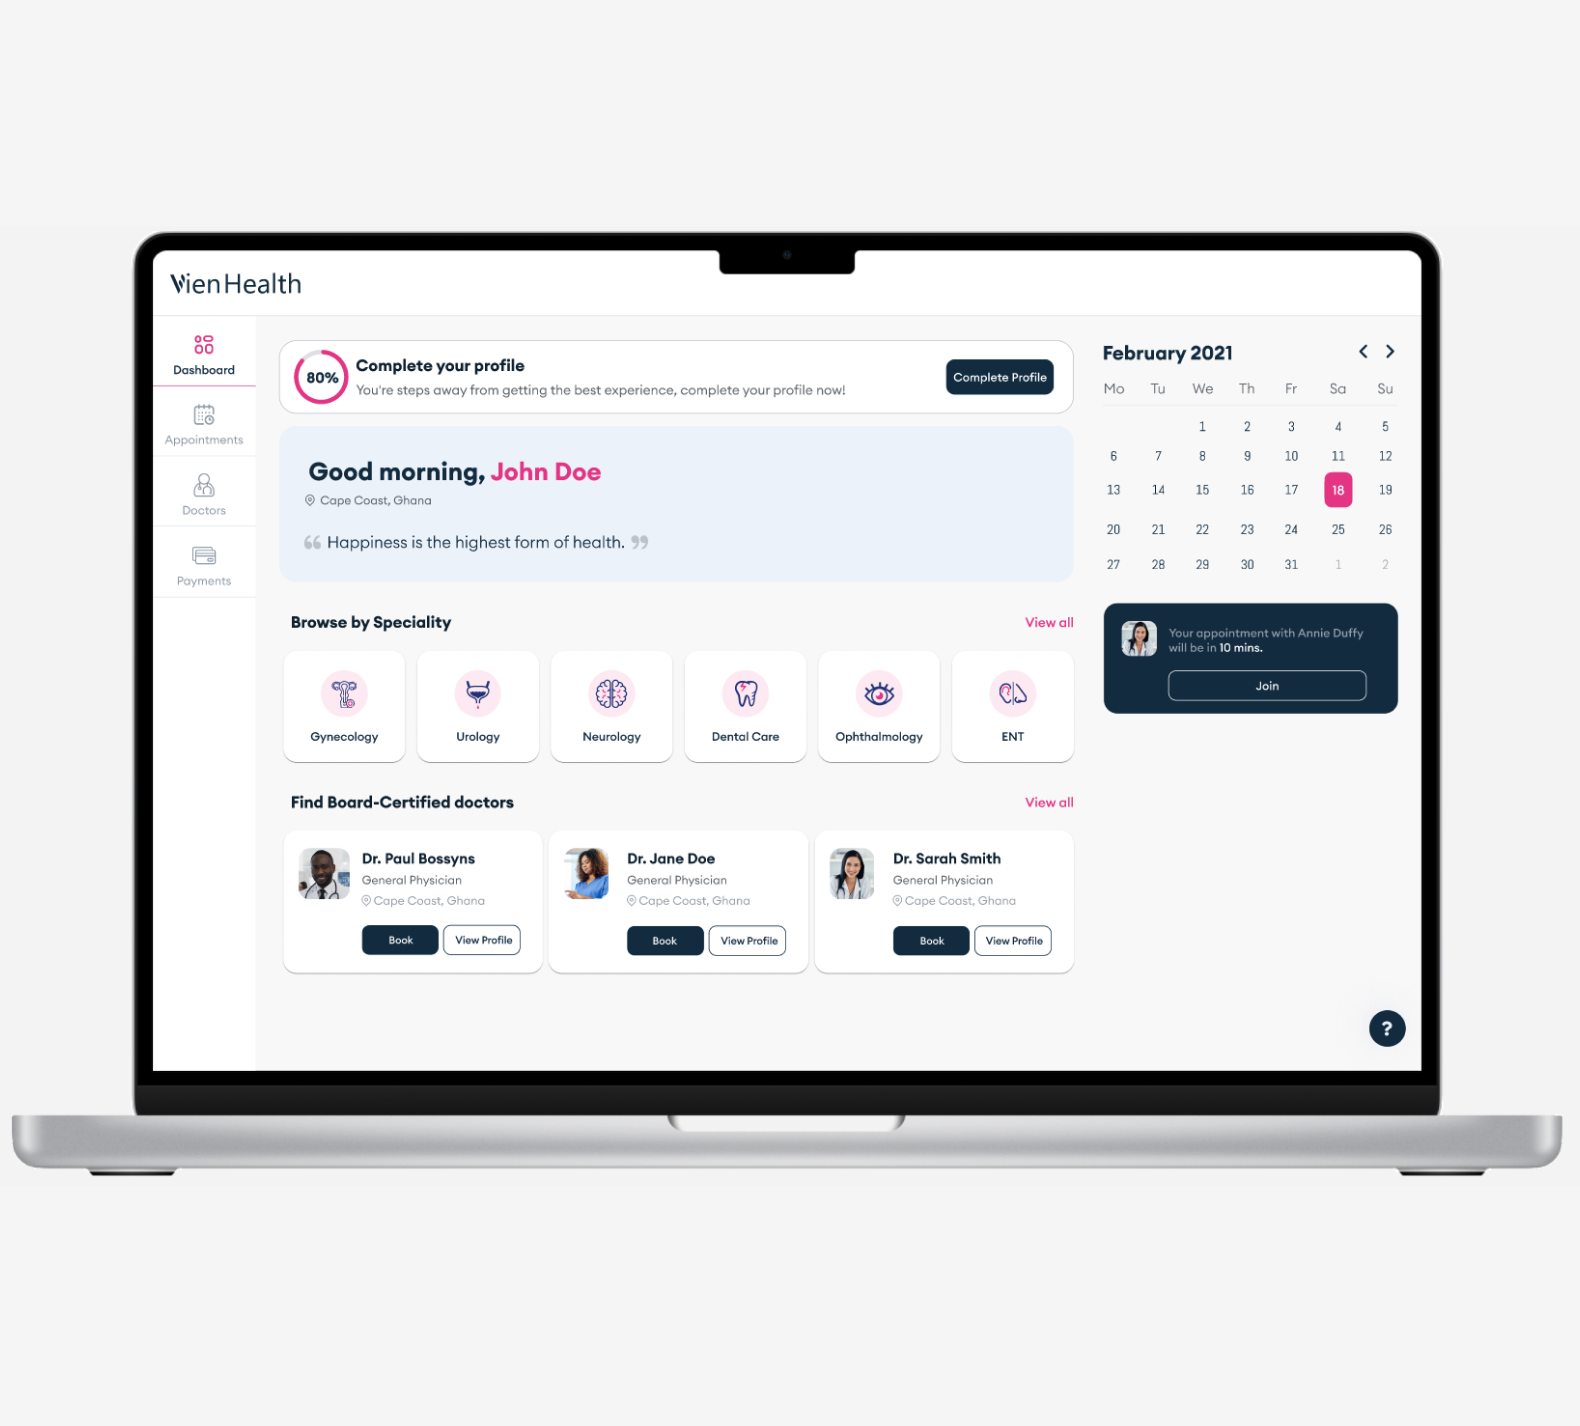 Vien Health
Dashboard
Appointments
Doctors
Payments
80%
Complete your profile
You're steps away from getting the best experience, complete your profile now!
Complete Profile
Good morning, John Doe
Cape Coast, Ghana
“ Happiness is the highest form of health. ”
Browse by Speciality
View all
Gynecology
Urology
Neurology
Dental Care
Ophthalmology
ENT
Find Board-Certified doctors
View all
Dr. Paul Bossyns
General Physician
Cape Coast, Ghana
Book
View Profile
Dr. Jane Doe
General Physician
Cape Coast, Ghana
Book
View Profile
Dr. Sarah Smith
General Physician
Cape Coast, Ghana
Book
View Profile
February 2021
Mo Tu We Th Fr Sa Su
1 2 3 4 5
6 7 8 9 10 11 12
13 14 15 16 17 18 19
20 21 22 23 24 25 26
27 28 29 30 31 1 2
Your appointment with Annie Duffy
will be in 10 mins.
Join
?